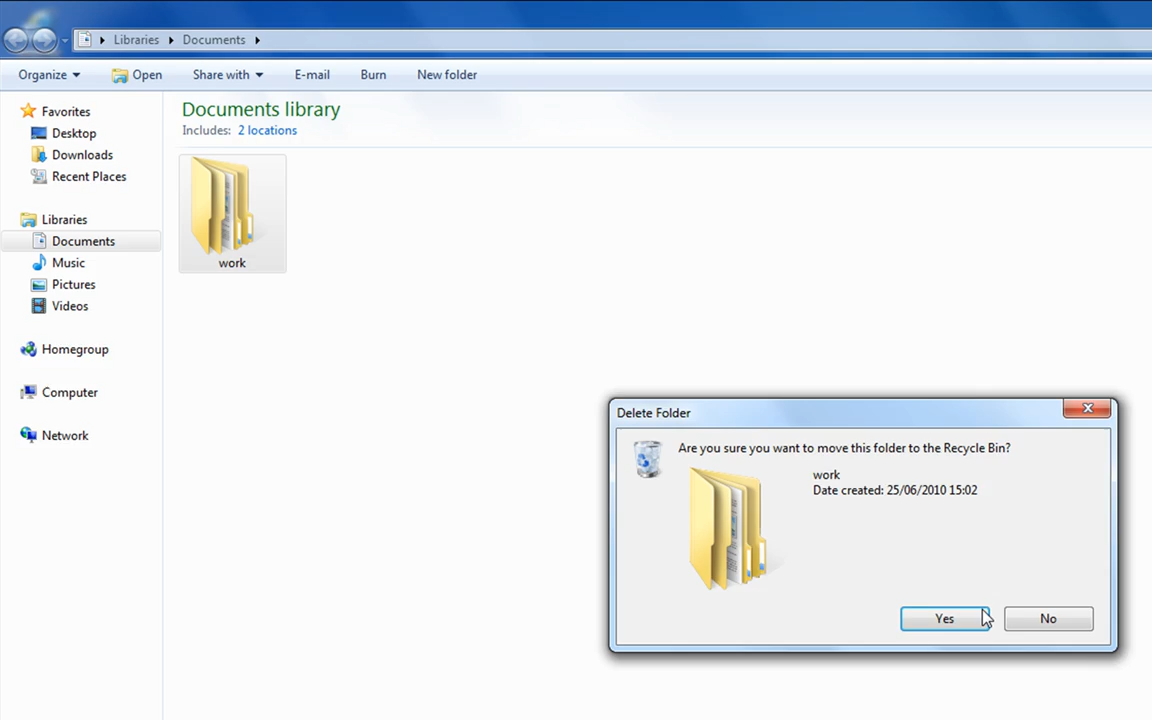 Libraries Documents
Organize Open Share with E-mail Burn New folder
Favorites
Desktop
Downloads
Recent Places
Libraries
Documents
Music
Pictures
Videos
Homegroup
Computer
Network
Documents library
Includes: 2 locations
work
Delete Folder
Are you sure you want to move this folder to the Recycle Bin?
work
Date created: 25/06/2010 15:02
Yes No